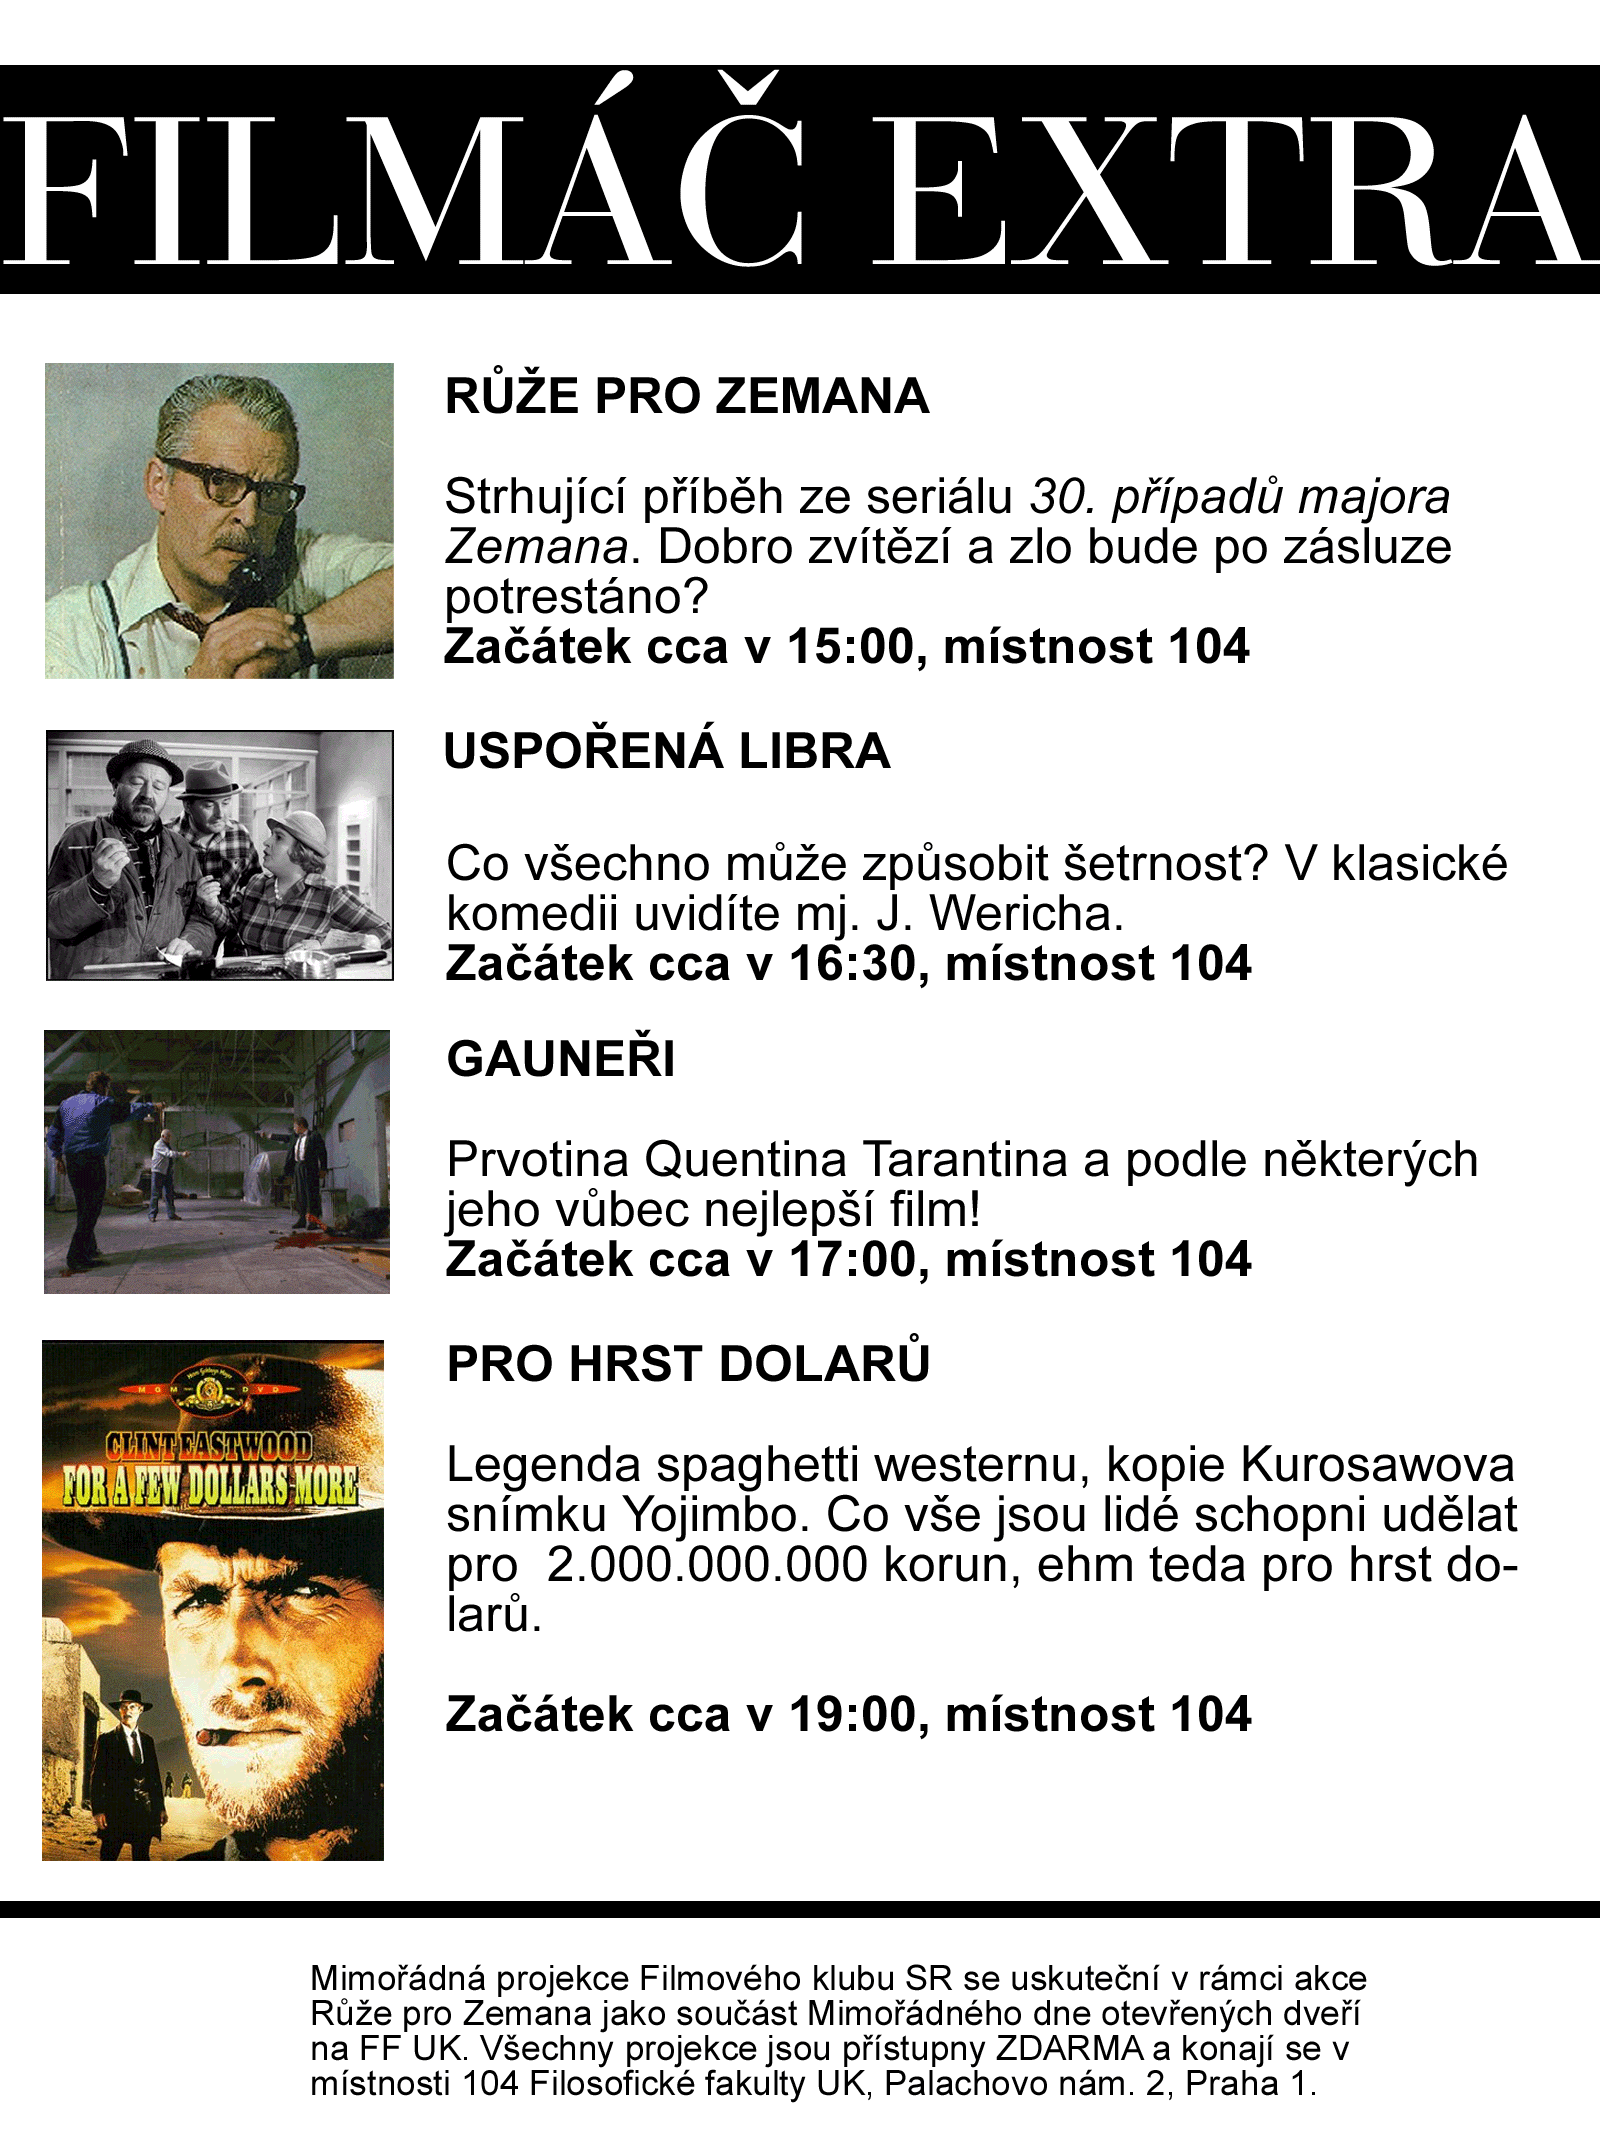 FILMÁČ EXTRA
RŮŽE PRO ZEMANA
Strhující příběh ze seriálu 30. případů majora
Zemana. Dobro zvítězí a zlo bude po zásluze
potrestáno?
Začátek cca v 15:00, místnost 104
USPOŘENÁ LIBRA
Co všechno může způsobit šetrnost? V klasické
komedii uvidíte mj. J. Wericha.
Začátek cca v 16:30, místnost 104
GAUNEŘI
Prvotina Quentina Tarantina a podle některých
jeho vůbec nejlepší film!
Začátek cca v 17:00, místnost 104
MGM DVD
CLINT EASTWOOD
FOR A FEW DOLLARS MORE
PRO HRST DOLARŮ
Legenda spaghetti westernu, kopie Kurosawova
snímku Yojimbo. Co vše jsou lidé schopni udělat
pro  2.000.000.000 korun, ehm teda pro hrst do-
larů.
Začátek cca v 19:00, místnost 104
Mimořádná projekce Filmového klubu SR se uskuteční v rámci akce
Růže pro Zemana jako součást Mimořádného dne otevřených dveří
na FF UK. Všechny projekce jsou přístupny ZDARMA a konají se v
místnosti 104 Filosofické fakulty UK, Palachovo nám. 2, Praha 1.